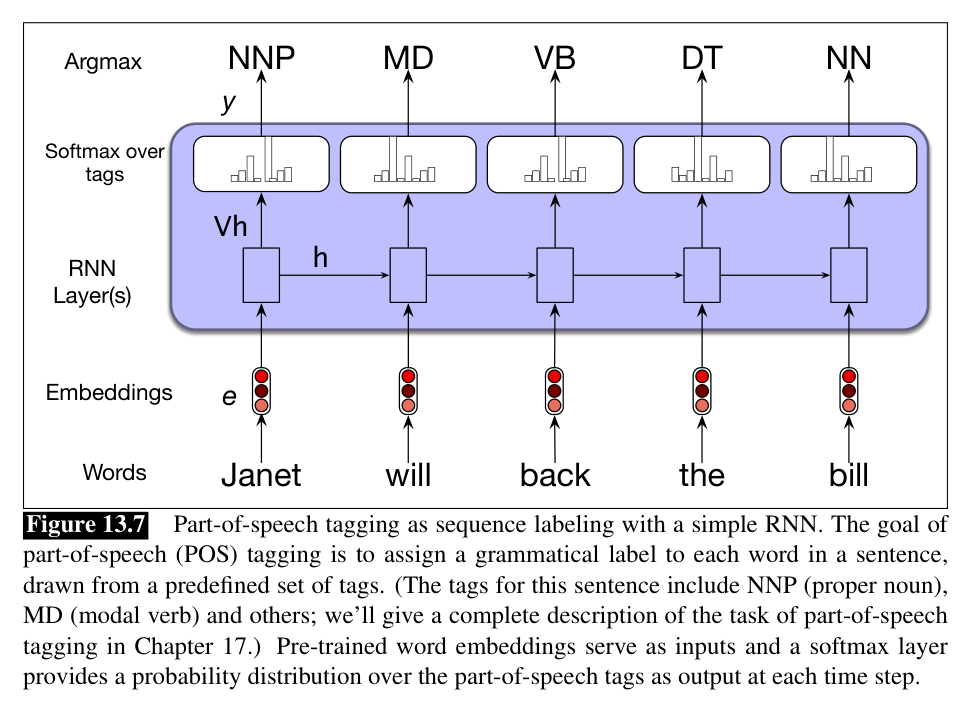 Argmax NNP MD VB DT NN
y
Softmax over
tags
Vh
h
RNN
Layer(s)
Embeddings e
Words Janet will back the bill
Figure 13.7 Part-of-speech tagging as sequence labeling with a simple RNN. The goal of
part-of-speech (POS) tagging is to assign a grammatical label to each word in a sentence,
drawn from a predefined set of tags. (The tags for this sentence include NNP (proper noun),
MD (modal verb) and others; we'll give a complete description of the task of part-of-speech
tagging in Chapter 17.) Pre-trained word embeddings serve as inputs and a softmax layer
provides a probability distribution over the part-of-speech tags as output at each time step.